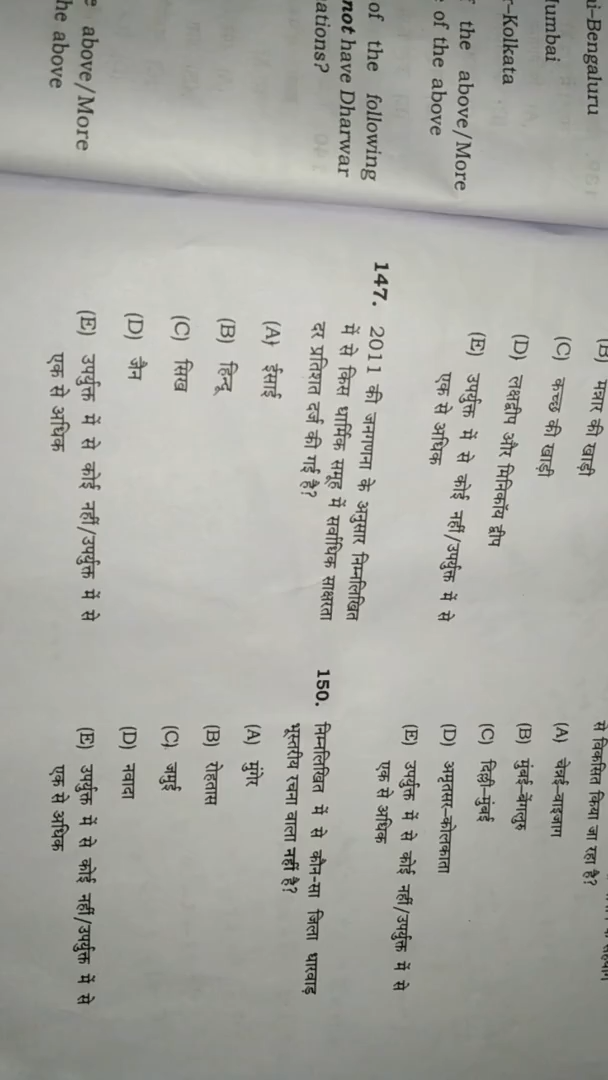 ai–Bengaluru
Mumbai
r–Kolkata
f the above/More
e of the above
of the following
not have Dharwar
ations?
e above/More
he above
(B) मन्नार की खाड़ी
(C) कच्छ की खाड़ी
(D) लक्षद्वीप और मिनिकॉय द्वीप
(E) उपर्युक्त में से कोई नहीं/उपर्युक्त में से
एक से अधिक
147. 2011 की जनगणना के अनुसार निम्नलिखित
में से किस धार्मिक समूह में सर्वाधिक साक्षरता
दर प्रतिशत दर्ज की गई है?
(A) ईसाई
(B) हिन्दू
(C) सिख
(D) जैन
(E) उपर्युक्त में से कोई नहीं/उपर्युक्त में से
एक से अधिक
से विकसित किया जा रहा है?
(A) चेन्नई–वाइजाग
(B) मुंबई–बेंगलुरु
(C) दिल्ली–मुंबई
(D) अमृतसर–कोलकाता
(E) उपर्युक्त में से कोई नहीं/उपर्युक्त में से
एक से अधिक
150. निम्नलिखित में से कौन-सा जिला धारवाड़
भूस्तरीय रचना वाला नहीं है?
(A) मुंगेर
(B) रोहतास
(C) जमुई
(D) नवादा
(E) उपर्युक्त में से कोई नहीं/उपर्युक्त में से
एक से अधिक